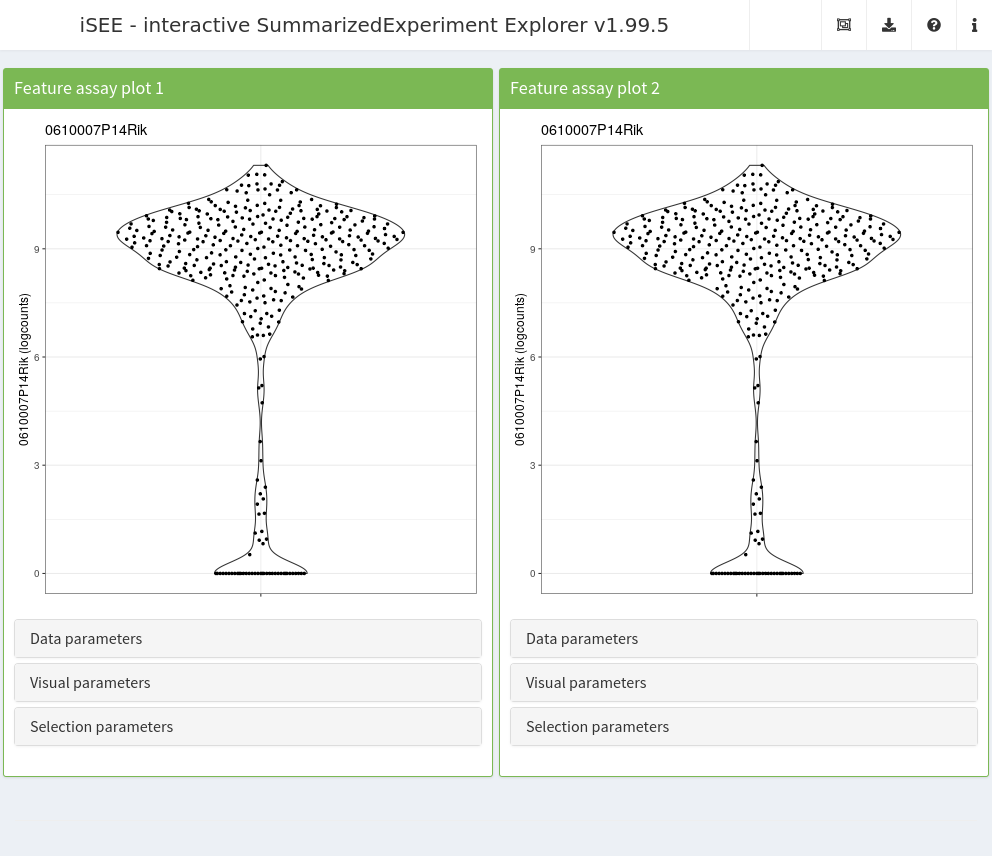 iSEE - interactive SummarizedExperiment Explorer v1.99.5
Feature assay plot 1
0610007P14Rik
0610007P14Rik (logcounts)
9
6
3
0
Data parameters
Visual parameters
Selection parameters
Feature assay plot 2
0610007P14Rik
0610007P14Rik (logcounts)
9
6
3
0
Data parameters
Visual parameters
Selection parameters